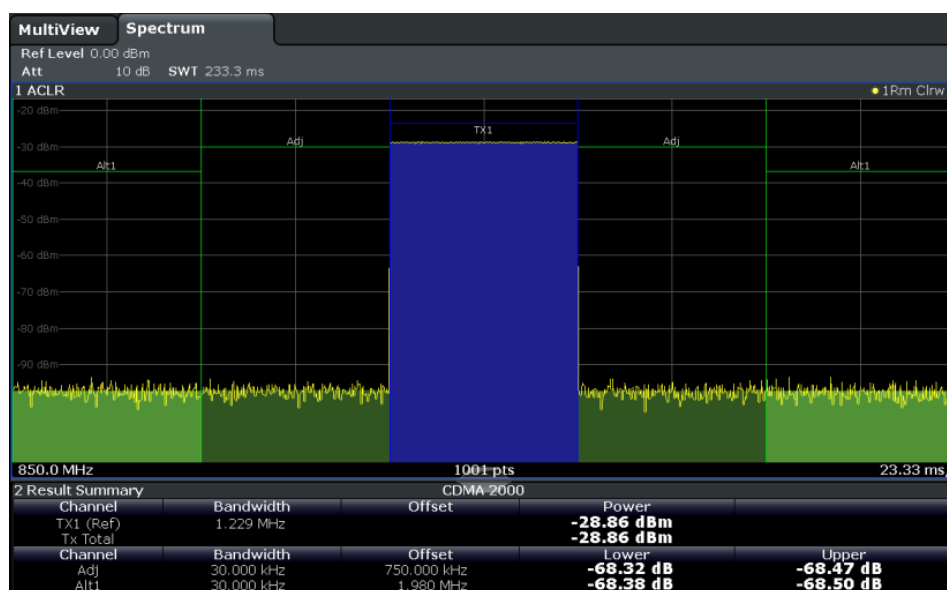 MultiView Spectrum
Ref Level 0.00 dBm
Att 10 dB SWT 233.3 ms
1 ACLR 1Rm Clrw
-20 dBm
TX1
Adj Adj
-30 dBm
Alt1 Alt1
-40 dBm
-50 dBm
-60 dBm
-70 dBm
-80 dBm
-90 dBm
850.0 MHz 1001 pts 23.33 ms
2 Result Summary CDMA 2000
Channel Bandwidth Offset Power
TX1 (Ref) 1.229 MHz -28.86 dBm
Tx Total -28.86 dBm
Channel Bandwidth Offset Lower Upper
Adj 30.000 kHz 750.000 kHz -68.32 dB -68.47 dB
Alt1 30.000 kHz 1.980 MHz -68.38 dB -68.50 dB